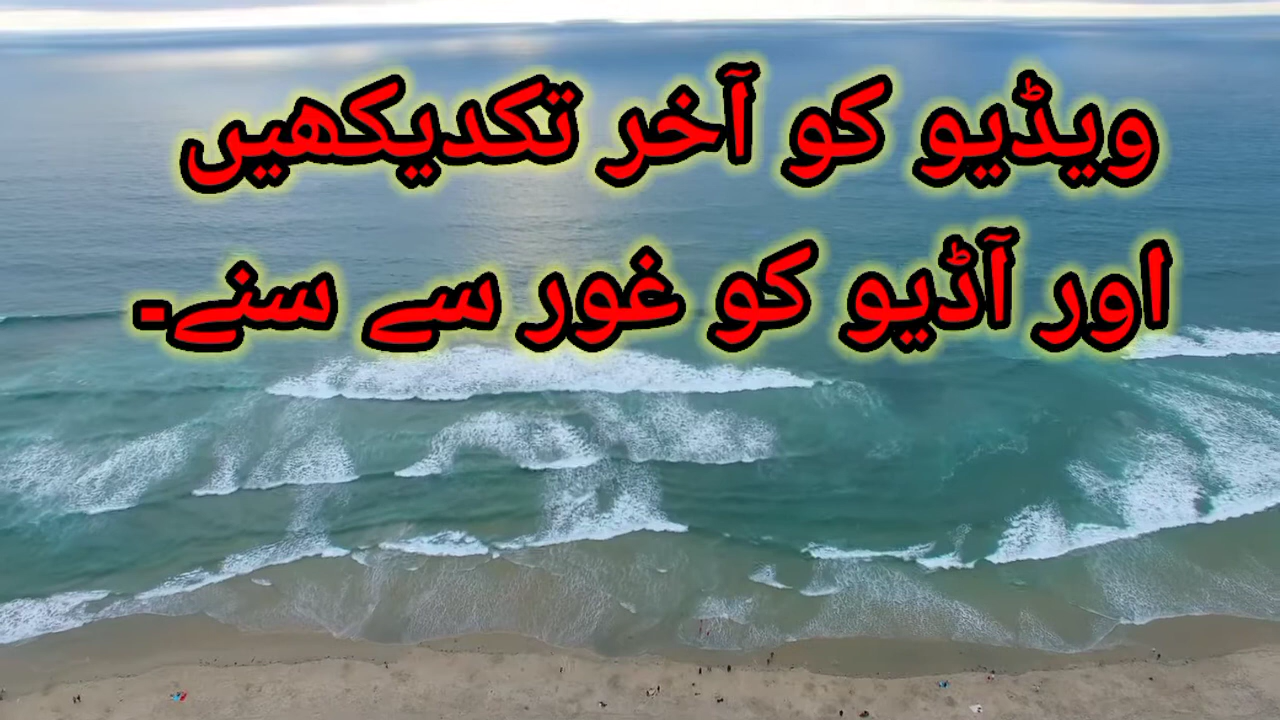 ویڈیو کو آخر تکدیکھیں
اور آڈیو کو غور سے سنے۔